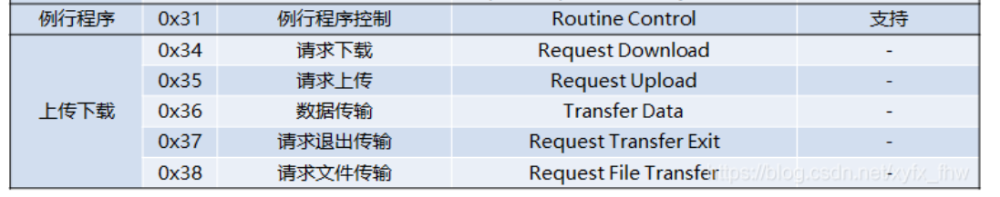 例行程序 0x31 例行程序控制 Routine Control 支持
0x34 请求下载 Request Download -
0x35 请求上传 Request Upload -
上传下载 0x36 数据传输 Transfer Data -
0x37 请求退出传输 Request Transfer Exit -
0x38 请求文件传输 Request File Transfer -
https://blog.csdn.net/xyfx_fhw